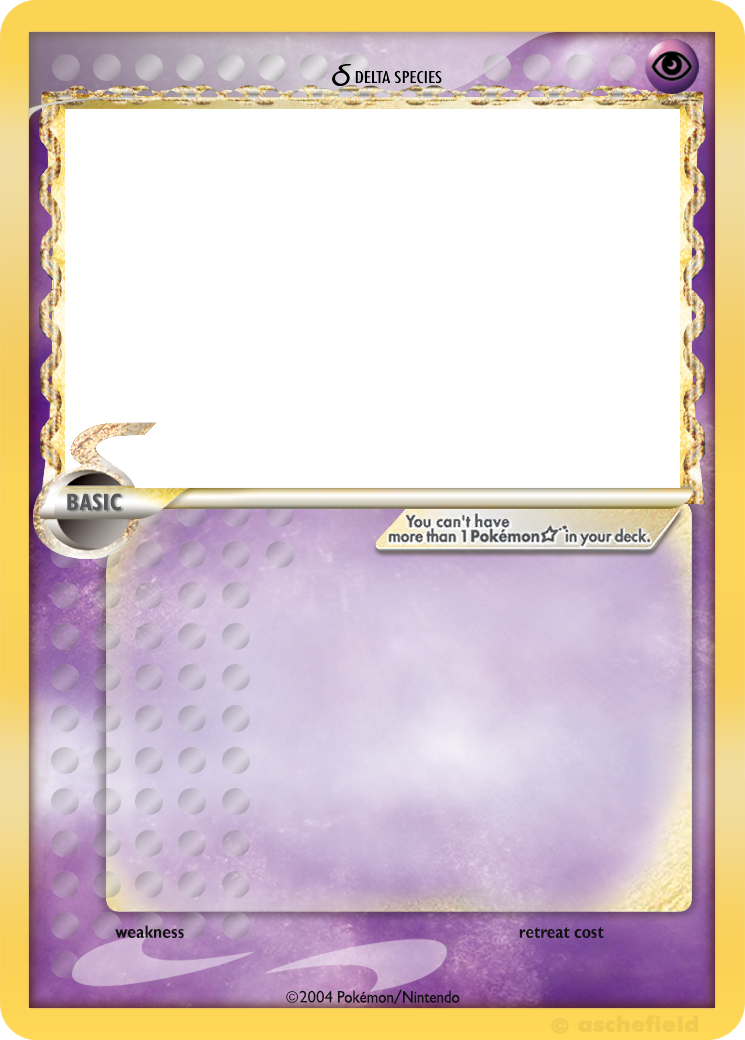 δ DELTA SPECIES
BASIC
You can't have
more than 1 Pokémon☆ in your deck.
weakness
retreat cost
©2004 Pokémon/Nintendo
© aschefield